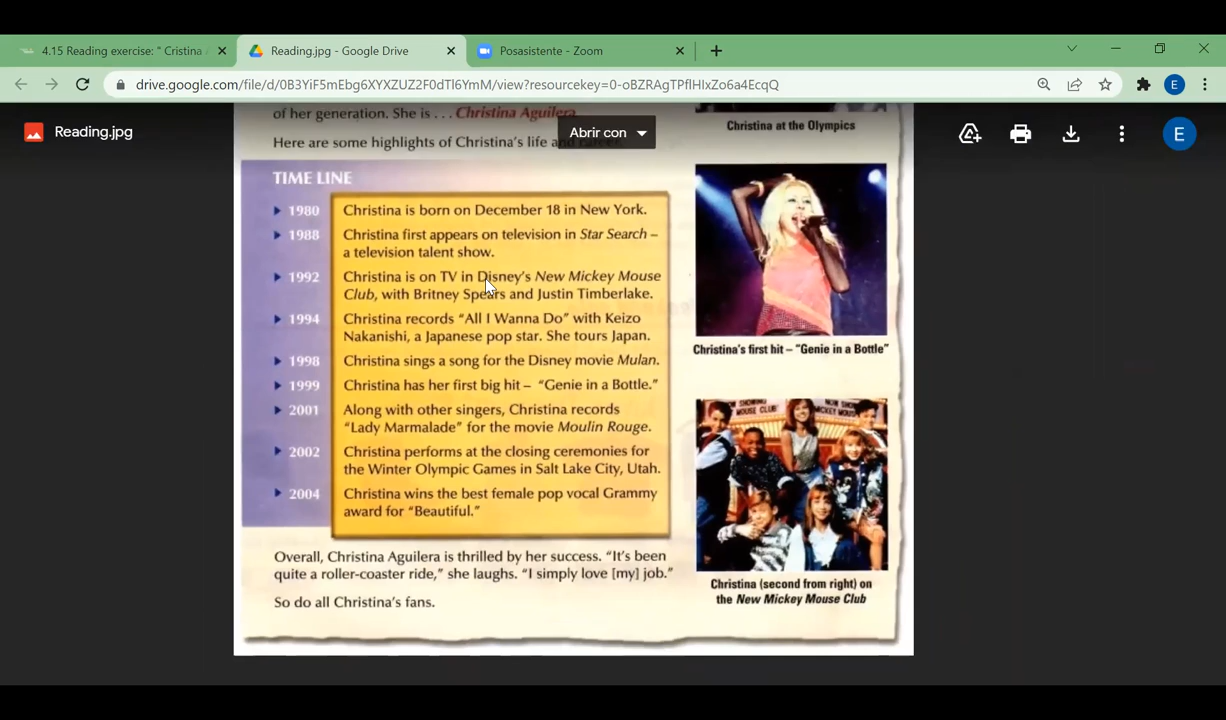 4.15 Reading exercise: " Cristina A
Reading.jpg - Google Drive
Posasistente - Zoom
drive.google.com/file/d/0B3YiF5mEbg6XYXZUZ2F0dTl6YmM/view?resourcekey=0-oBZRAgTPflHIxZo6a4EcqQ
E
Reading.jpg
Abrir con
E
of her generation. She is . . . Christina Aguilera.
Here are some highlights of Christina's life and career.
TIME LINE
1980 Christina is born on December 18 in New York.
1988 Christina first appears on television in Star Search –
a television talent show.
1992 Christina is on TV in Disney's New Mickey Mouse
Club, with Britney Spears and Justin Timberlake.
1994 Christina records “All I Wanna Do” with Keizo
Nakanishi, a Japanese pop star. She tours Japan.
1998 Christina sings a song for the Disney movie Mulan.
1999 Christina has her first big hit – “Genie in a Bottle.”
2001 Along with other singers, Christina records
“Lady Marmalade” for the movie Moulin Rouge.
2002 Christina performs at the closing ceremonies for
the Winter Olympic Games in Salt Lake City, Utah.
2004 Christina wins the best female pop vocal Grammy
award for “Beautiful.”
Overall, Christina Aguilera is thrilled by her success. “It's been
quite a roller-coaster ride,” she laughs. “I simply love [my] job.”
So do all Christina's fans.
Christina at the Olympics
Christina's first hit – “Genie in a Bottle”
MOUSE CLUB
MICKEY MOUSE
Christina (second from right) on
the New Mickey Mouse Club